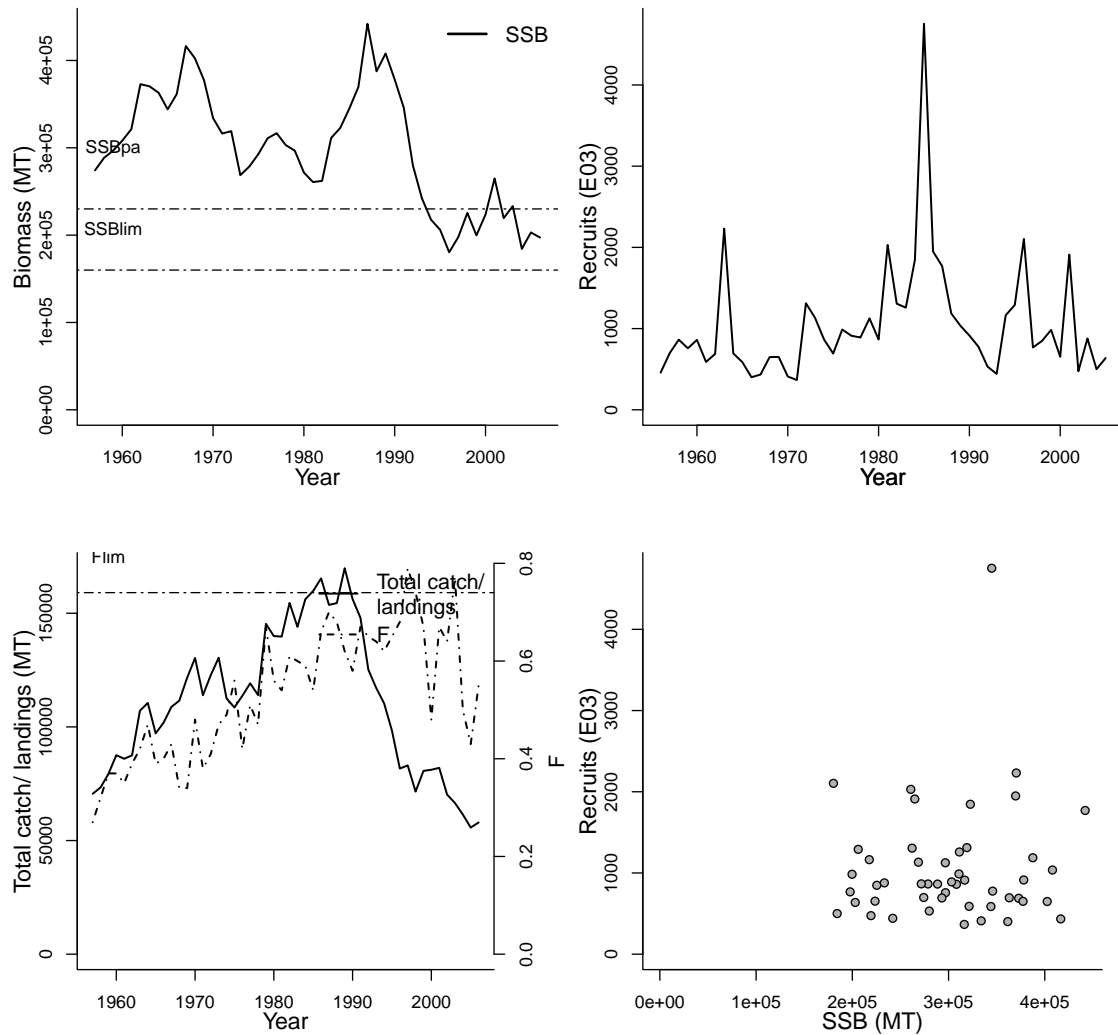 SSB
Biomass (MT)
4e+05
3e+05
2e+05
1e+05
0e+00
SSBpa
SSBlim
1960 1970 1980 1990 2000
Year
Recruits (E03)
4000
3000
2000
1000
0
1960 1970 1980 1990 2000
Year
Flim
Total catch/ landings (MT)
150000
100000
50000
0
Total catch/
landings
F
0.8
0.6
0.4
0.2
0.0
F
1960 1970 1980 1990 2000
Year
Recruits (E03)
4000
3000
2000
1000
0
0e+00 1e+05 2e+05 3e+05 4e+05
SSB (MT)